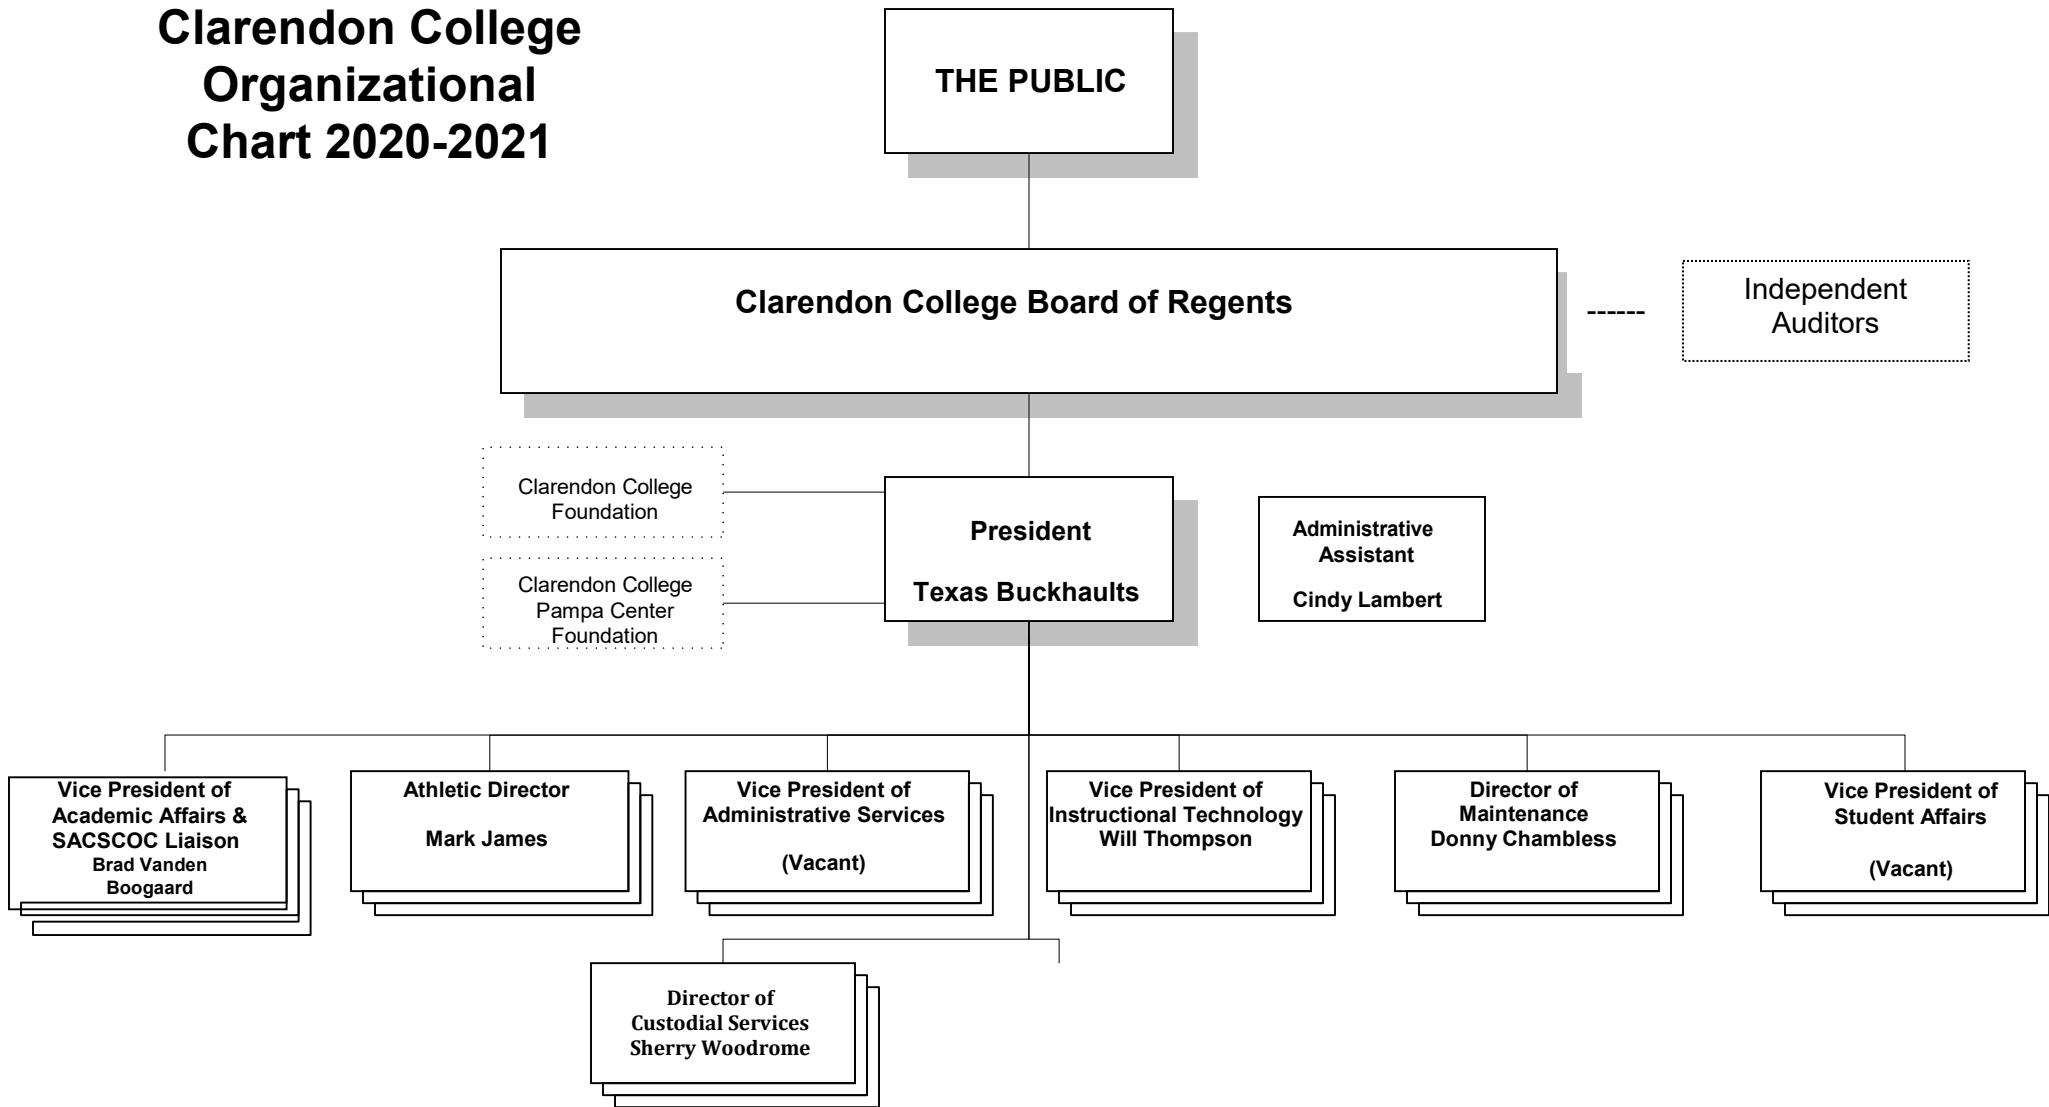 Clarendon College
Organizational
Chart 2020-2021
THE PUBLIC
Clarendon College Board of Regents
------
Independent
Auditors
Clarendon College
Foundation
Clarendon College
Pampa Center
Foundation
President
Texas Buckhaults
Administrative
Assistant
Cindy Lambert
Vice President of
Academic Affairs &
SACSCOC Liaison
Brad Vanden
Boogaard
Athletic Director
Mark James
Vice President of
Administrative Services
(Vacant)
Vice President of
Instructional Technology
Will Thompson
Director of
Maintenance
Donny Chambless
Vice President of
Student Affairs
(Vacant)
Director of
Custodial Services
Sherry Woodrome